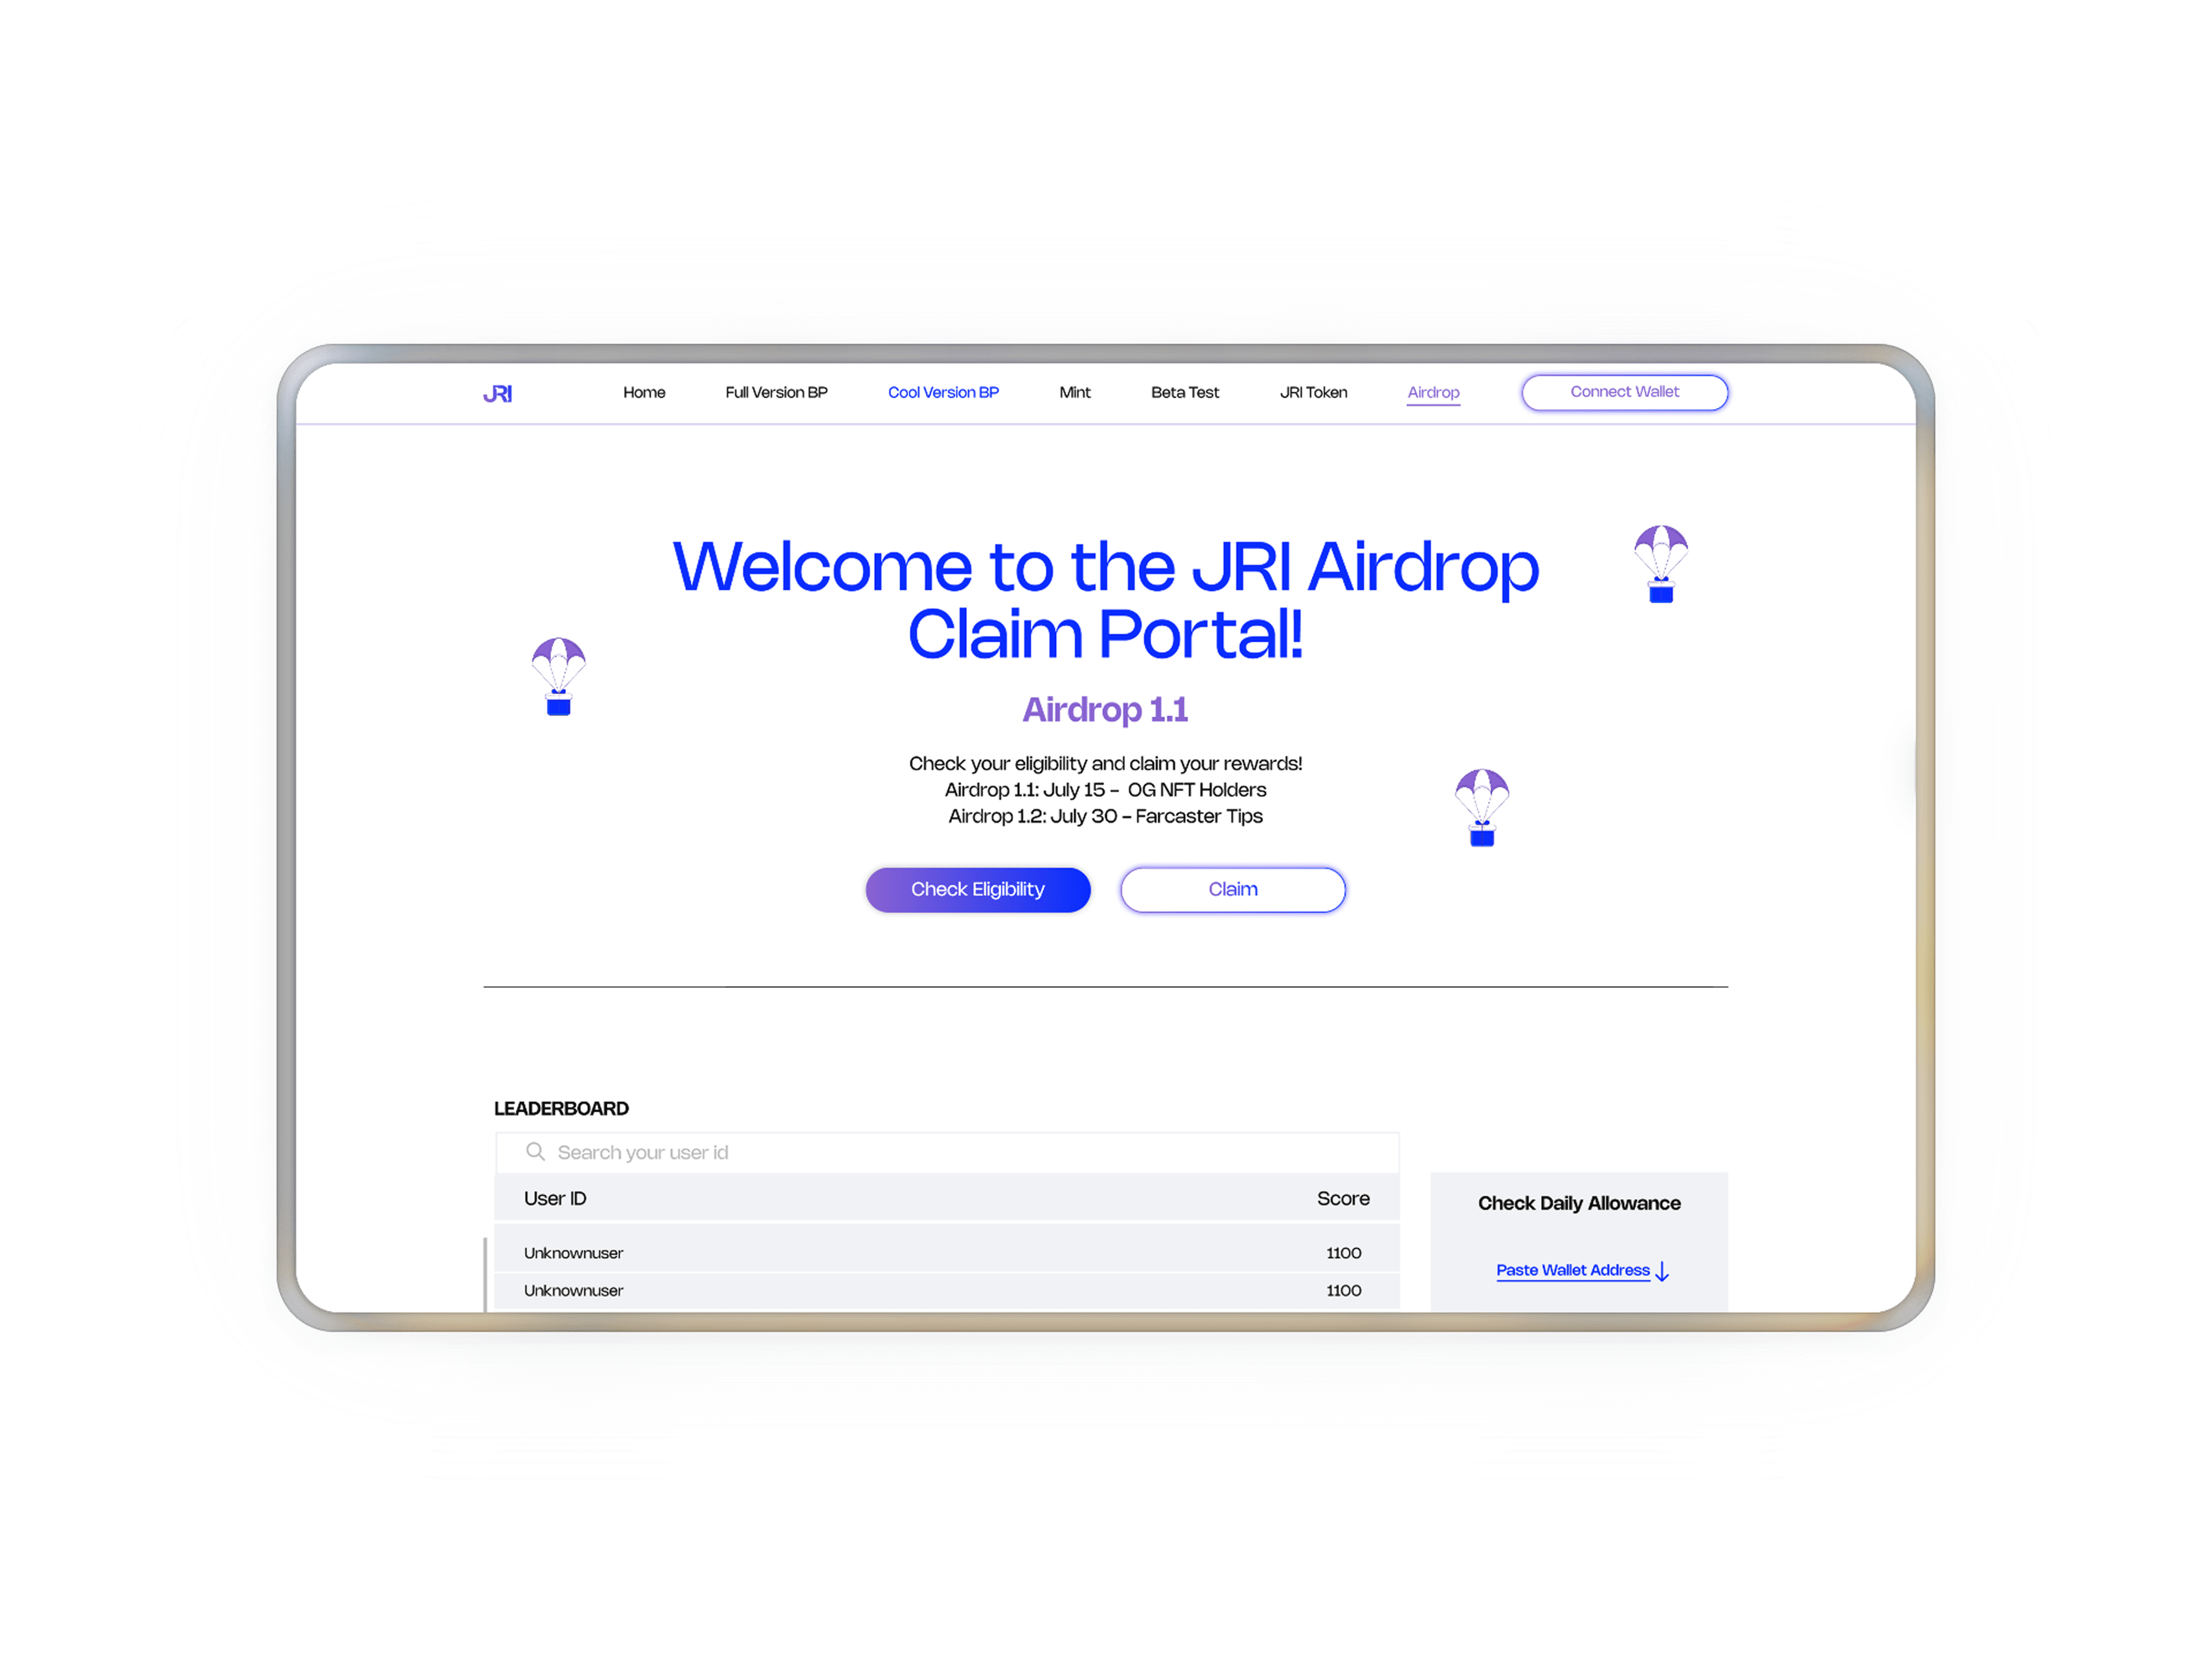 JRI
Home
Full Version BP
Cool Version BP
Mint
Beta Test
JRI Token
Airdrop
Connect Wallet
Welcome to the JRI Airdrop
Claim Portal!
Airdrop 1.1
Check your eligibility and claim your rewards!
Airdrop 1.1: July 15 - OG NFT Holders
Airdrop 1.2: July 30 - Farcaster Tips
Check Eligibility
Claim
LEADERBOARD
Search your user id
User ID Score
Unknownuser 1100
Unknownuser 1100
Check Daily Allowance
Paste Wallet Address